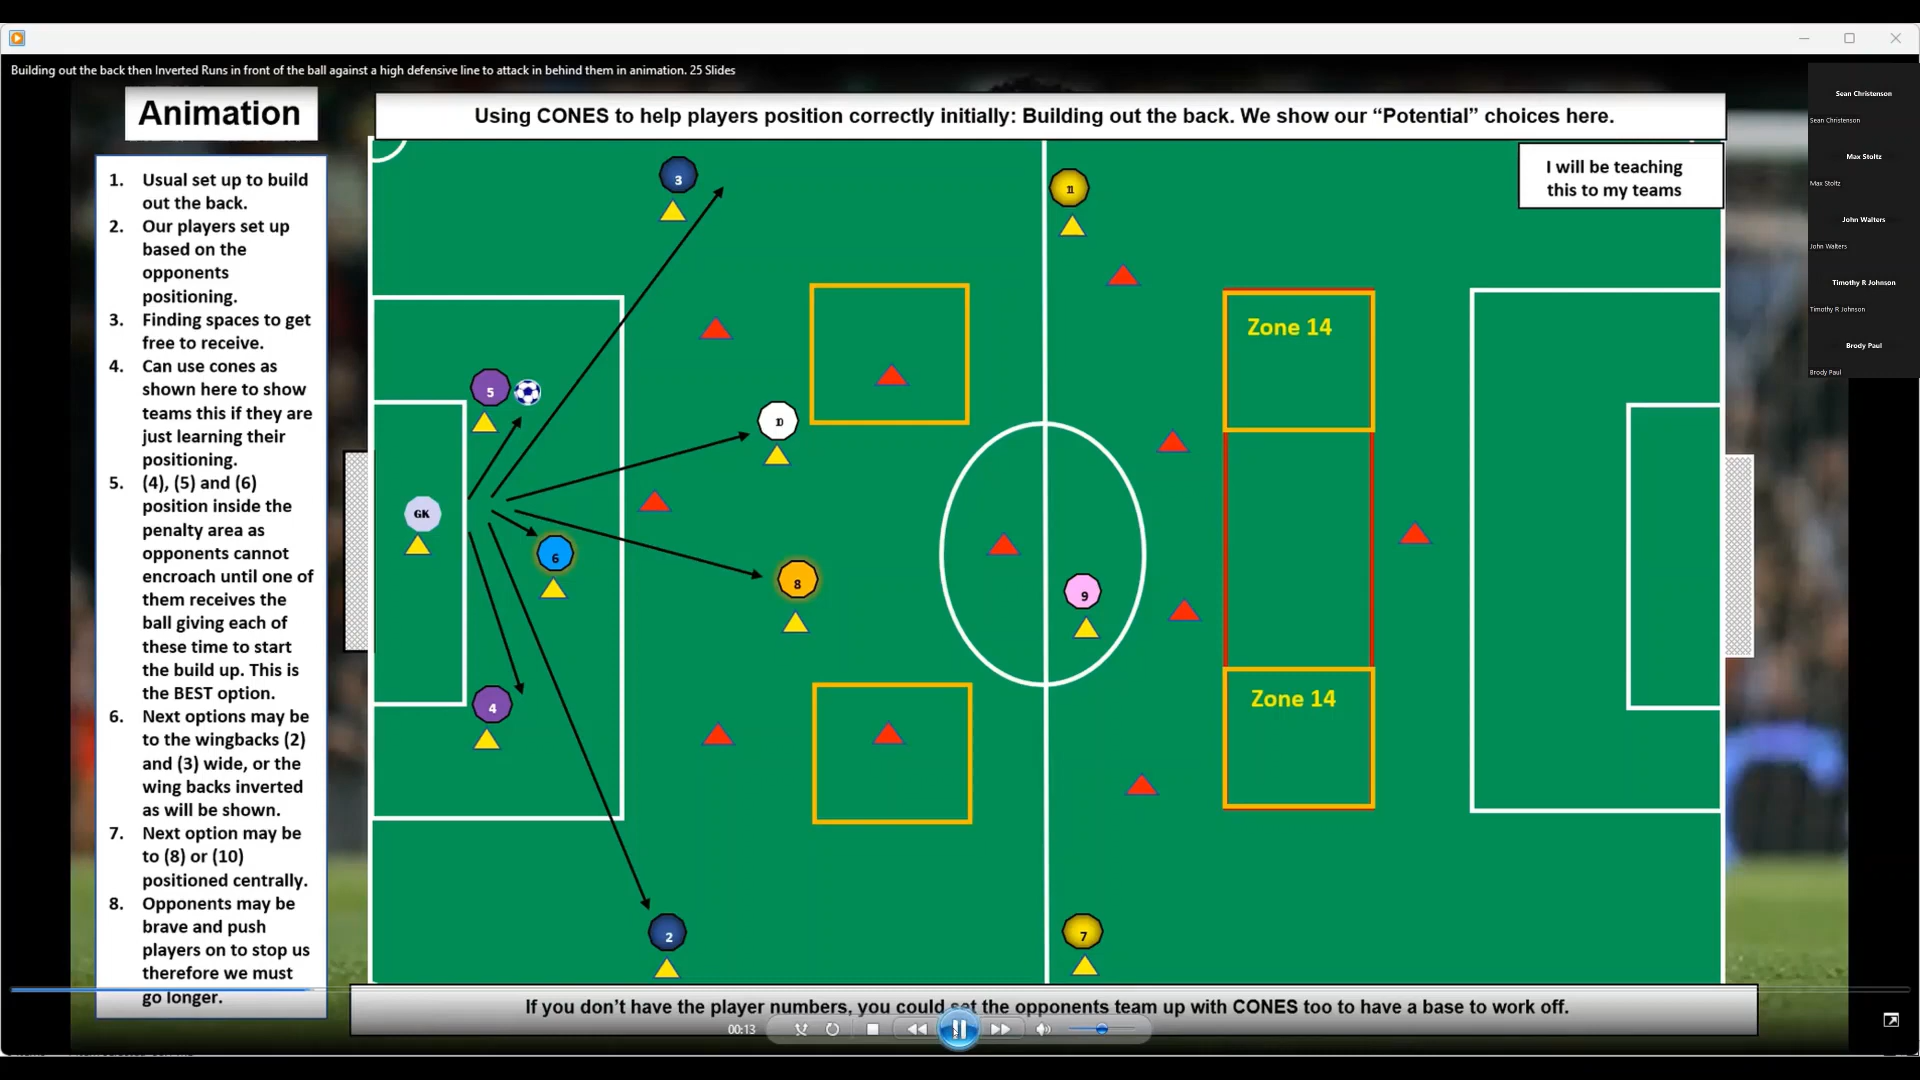 Building out the back then Inverted Runs in front of the ball against a high defensive line to attack in behind them in animation. 25 Slides
Animation
Using CONES to help players position correctly initially: Building out the back. We show our “Potential” choices here.
I will be teaching
this to my teams
1. Usual set up to build
out the back.
2. Our players set up
based on the
opponents
positioning.
3. Finding spaces to get
free to receive.
4. Can use cones as
shown here to show
teams this if they are
just learning their
positioning.
5. (4), (5) and (6)
position inside the
penalty area as
opponents cannot
encroach until one of
them receives the
ball giving each of
these time to start
the build up. This is
the BEST option.
6. Next options may be
to the wingbacks (2)
and (3) wide, or the
wing backs inverted
as will be shown.
7. Next option may be
to (8) or (10)
positioned centrally.
8. Opponents may be
brave and push
players on to stop us
therefore we must
go longer.
3
11
Zone 14
5
10
GK
6
8
9
4
Zone 14
2
7
If you don’t have the player numbers, you could set the opponents team up with CONES too to have a base to work off.
00:13
Sean Christenson
Sean Christenson
Max Stoltz
Max Stoltz
John Walters
John Walters
Timothy R Johnson
Timothy R Johnson
Brody Paul
Brody Paul